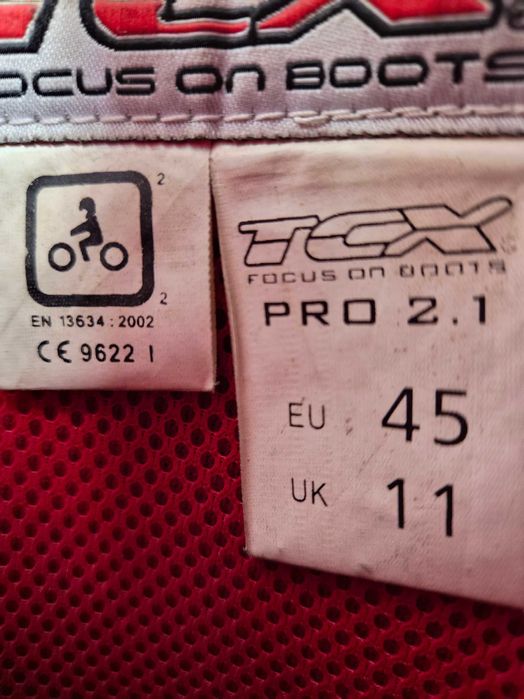 TCX
FOCUS ON BOOTS
2
2
EN 13634 : 2002
CE 9622 I
TCX
FOCUS ON BOOTS
PRO 2.1
EU 45
UK 11